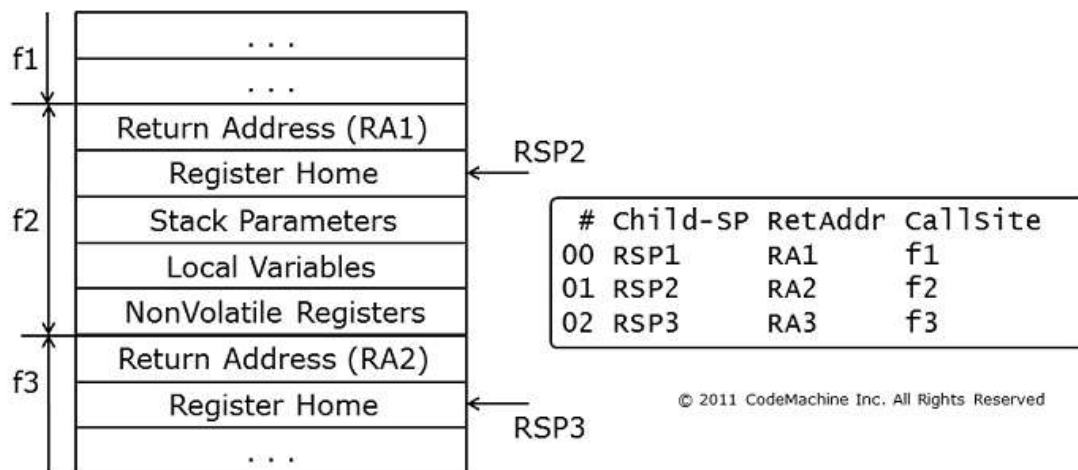 f1
. . .
. . .
Return Address (RA1)
Register Home
RSP2
f2
Stack Parameters
Local Variables
NonVolatile Registers
# Child-SP RetAddr CallSite
00 RSP1 RA1 f1
01 RSP2 RA2 f2
02 RSP3 RA3 f3
f3
Return Address (RA2)
Register Home
RSP3
. . .
© 2011 CodeMachine Inc. All Rights Reserved